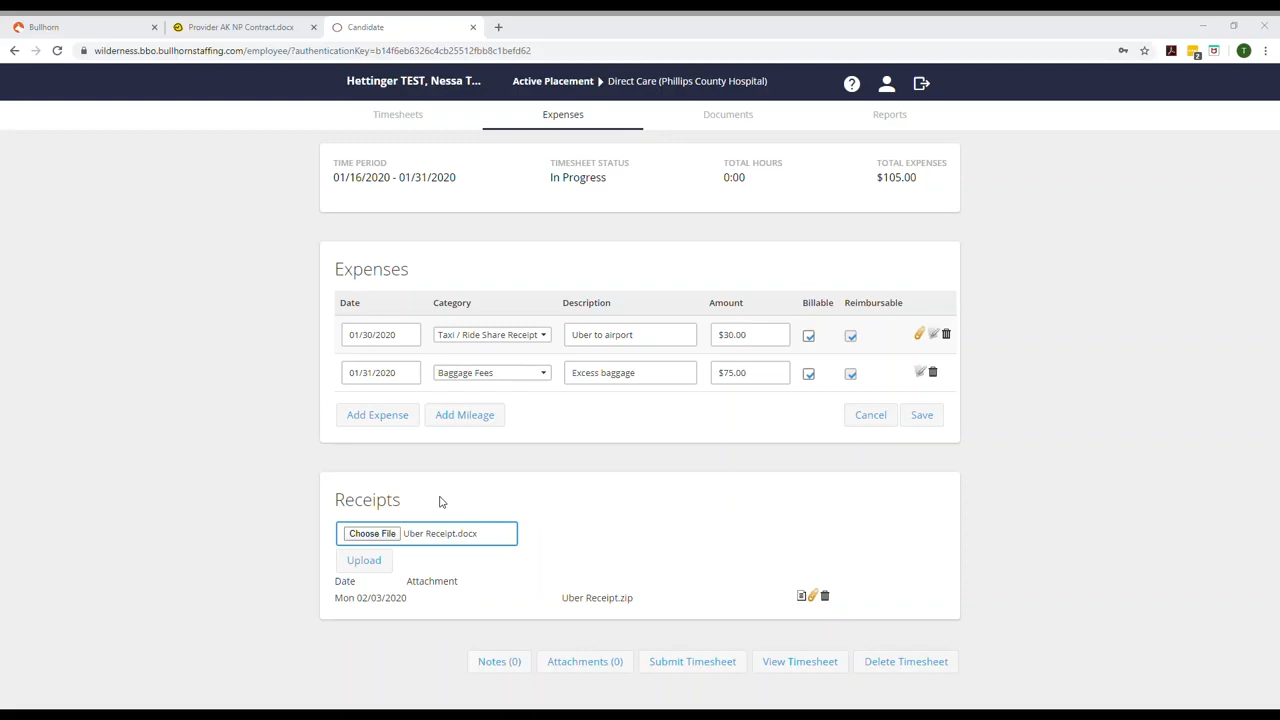 Bullhorn
Provider AK NP Contract.docx
Candidate
wilderness.bbo.bullhornstaffing.com/employee/?authenticationKey=b14f6eb6326c4cb25512fbb8c1befd62
2
T
Hettinger TEST, Nessa T... Active Placement Direct Care (Phillips County Hospital)
Timesheets Expenses Documents Reports
TIME PERIOD TIMESHEET STATUS TOTAL HOURS TOTAL EXPENSES
01/16/2020 - 01/31/2020 In Progress 0:00 $105.00
Expenses
Date Category Description Amount Billable Reimbursable
01/30/2020 Taxi / Ride Share Receipt Uber to airport $30.00
01/31/2020 Baggage Fees Excess baggage $75.00
Add Expense Add Mileage Cancel Save
Receipts
Choose File Uber Receipt.docx
Upload
Date Attachment
Mon 02/03/2020 Uber Receipt.zip
Notes (0) Attachments (0) Submit Timesheet View Timesheet Delete Timesheet